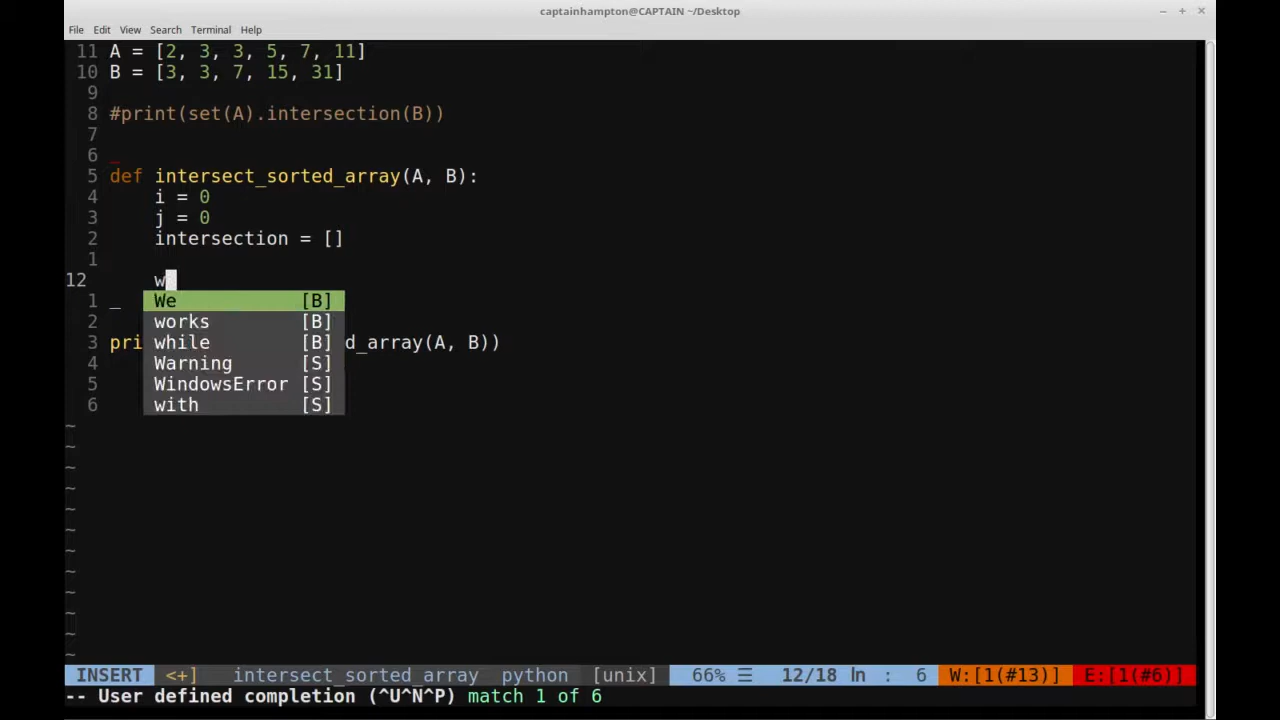 captainhampton@CAPTAIN ~/Desktop
File Edit View Search Terminal Help
11 A = [2, 3, 3, 5, 7, 11]
10 B = [3, 3, 7, 15, 31]
9
8 #print(set(A).intersection(B))
7
6 _
5 def intersect_sorted_array(A, B):
4 i = 0
3 j = 0
2 intersection = []
1
12 w
1 _ We [B]
2 works [B]
3 pri while [B] d_array(A, B))
4 Warning [S]
5 WindowsError [S]
6 with [S]
~
~
~
~
~
~
~
~
~
~
~
~
INSERT <+] intersect_sorted_array python [unix] 66% ☰ 12/18 ln : 6 W:[1(#13)] E:[1(#6)]
-- User defined completion (^U^N^P) match 1 of 6